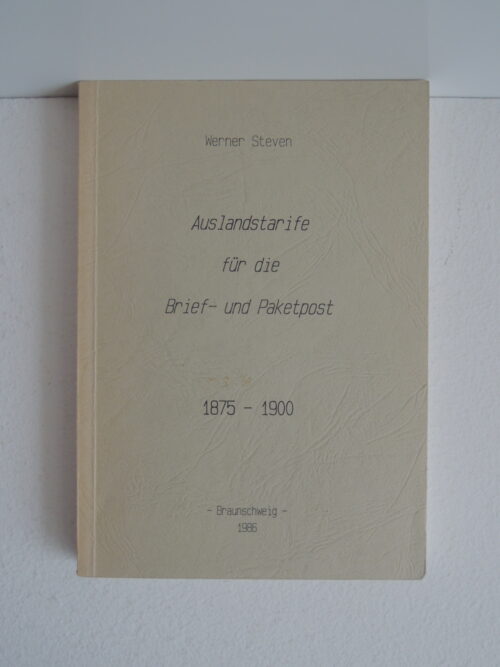 Werner Steven
Auslandstarife
für die
Brief- und Paketpost
1875 - 1900
- Braunschweig -
1986